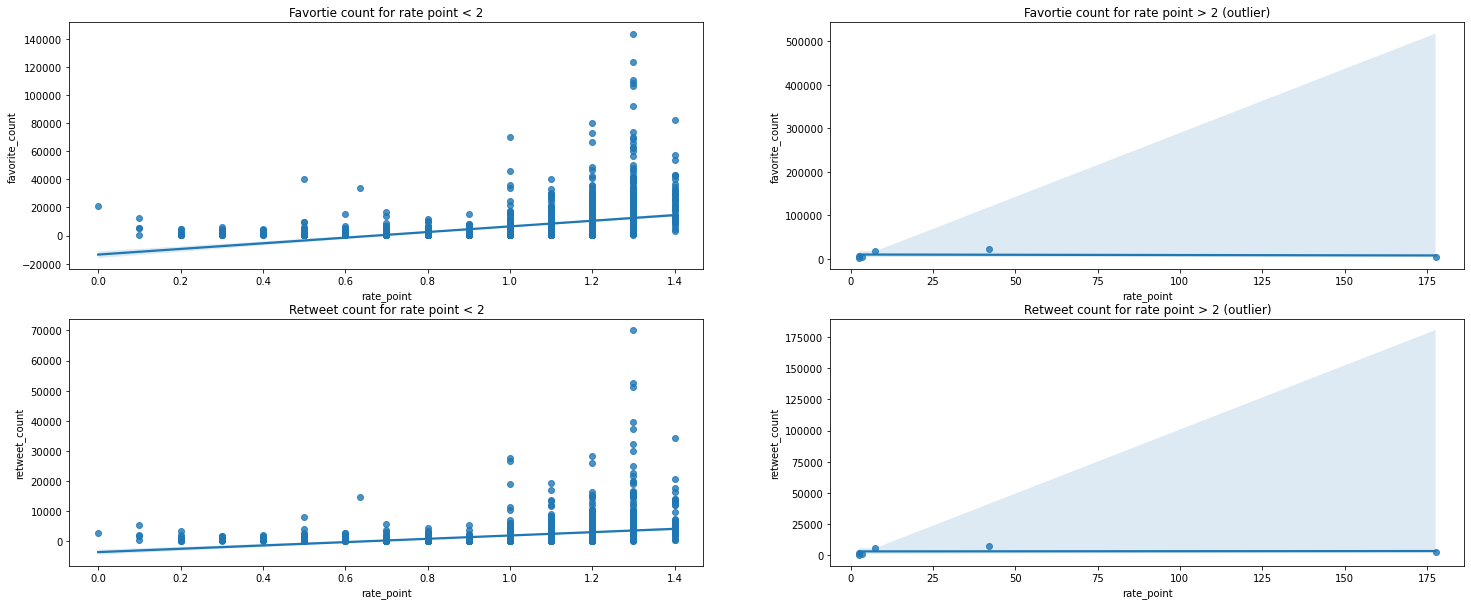 Favortie count for rate point < 2
favorite_count
140000
120000
100000
80000
60000
40000
20000
0
−20000
0.0 0.2 0.4 0.6 0.8 1.0 1.2 1.4
rate_point
Favortie count for rate point > 2 (outlier)
favorite_count
500000
400000
300000
200000
100000
0
0 25 50 75 100 125 150 175
rate_point
Retweet count for rate point < 2
retweet_count
70000
60000
50000
40000
30000
20000
10000
0
0.0 0.2 0.4 0.6 0.8 1.0 1.2 1.4
rate_point
Retweet count for rate point > 2 (outlier)
retweet_count
175000
150000
125000
100000
75000
50000
25000
0
0 25 50 75 100 125 150 175
rate_point